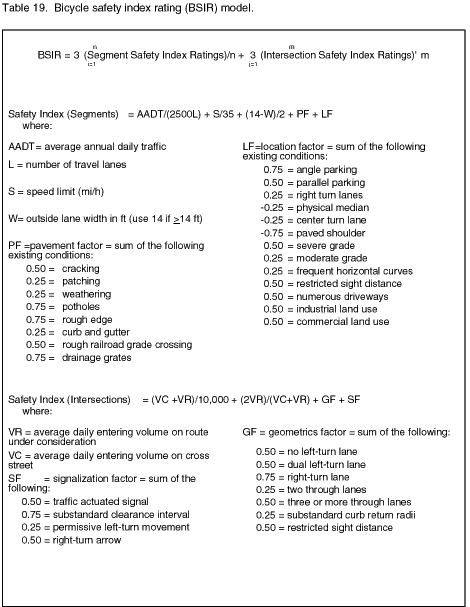 Table 19. Bicycle safety index rating (BSIR) model.
n m
BSIR = 3 (Segment Safety Index Ratings)/n + 3 (Intersection Safety Index Ratings)' m
i=1 i=1
Safety Index (Segments) = AADT/(2500L) + S/35 + (14-W)/2 + PF + LF
where:
AADT= average annual daily traffic
L = number of travel lanes
S = speed limit (mi/h)
W= outside lane width in ft (use 14 if >14 ft)
PF =pavement factor = sum of the following
existing conditions:
0.50 = cracking
0.25 = patching
0.25 = weathering
0.75 = potholes
0.75 = rough edge
0.25 = curb and gutter
0.50 = rough railroad grade crossing
0.75 = drainage grates
LF=location factor = sum of the following
existing conditions:
0.75 = angle parking
0.50 = parallel parking
0.25 = right turn lanes
-0.25 = physical median
-0.25 = center turn lane
-0.75 = paved shoulder
0.50 = severe grade
0.25 = moderate grade
0.25 = frequent horizontal curves
0.50 = restricted sight distance
0.50 = numerous driveways
0.50 = industrial land use
0.50 = commercial land use
Safety Index (Intersections) = (VC +VR)/10,000 + (2VR)/(VC+VR) + GF + SF
where:
VR = average daily entering volume on route
under consideration
VC = average daily entering volume on cross
street
SF = signalization factor = sum of the
following:
0.50 = traffic actuated signal
0.75 = substandard clearance interval
0.25 = permissive left-turn movement
0.50 = right-turn arrow
GF = geometrics factor = sum of the following:
0.50 = no left-turn lane
0.50 = dual left-turn lane
0.75 = right-turn lane
0.25 = two through lanes
0.50 = three or more through lanes
0.25 = substandard curb return radii
0.50 = restricted sight distance